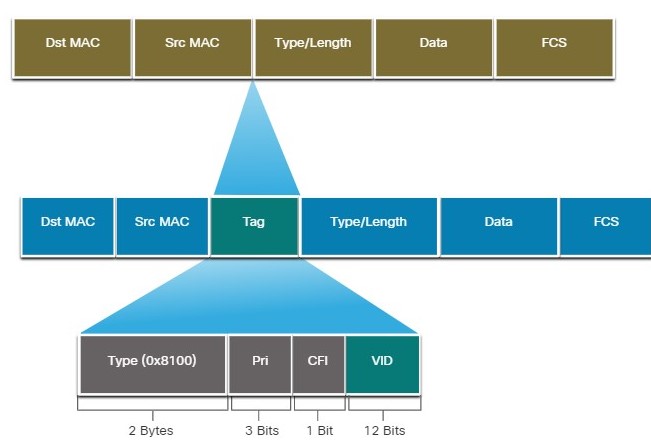 Dst MAC Src MAC Type/Length Data FCS
Dst MAC Src MAC Tag Type/Length Data FCS
Type (0x8100) Pri CFI VID
2 Bytes 3 Bits 1 Bit 12 Bits